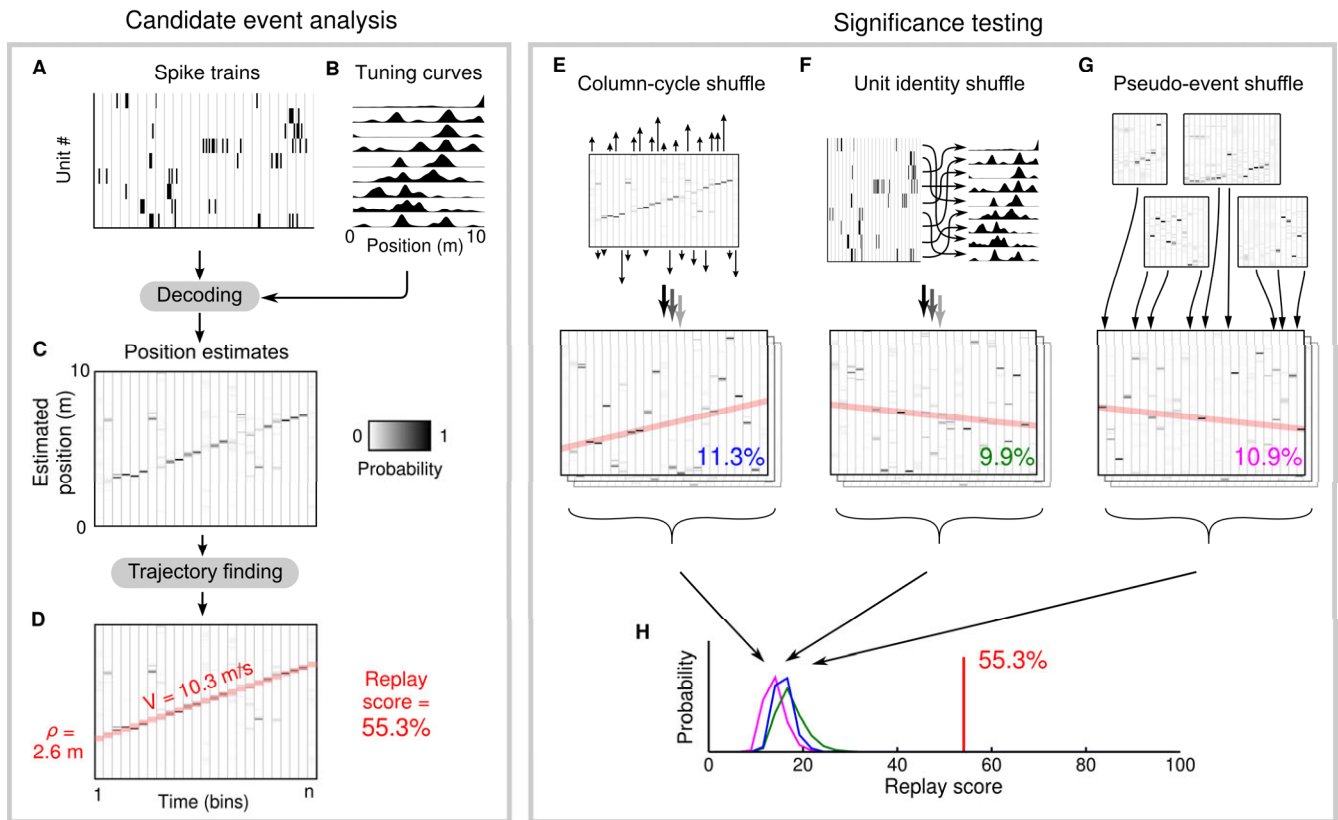 Candidate event analysis
Significance testing
A
Spike trains
Unit #
B
Tuning curves
0
10
Position (m)
Decoding
C
Position estimates
10
Estimated
position (m)
0
0
1
Probability
Trajectory finding
D
V = 10.3 m/s
ρ =
2.6 m
Replay
score =
55.3%
1
n
Time (bins)
E
Column-cycle shuffle
11.3%
F
Unit identity shuffle
9.9%
G
Pseudo-event shuffle
10.9%
H
Probability
55.3%
0
20
40
60
80
100
Replay score